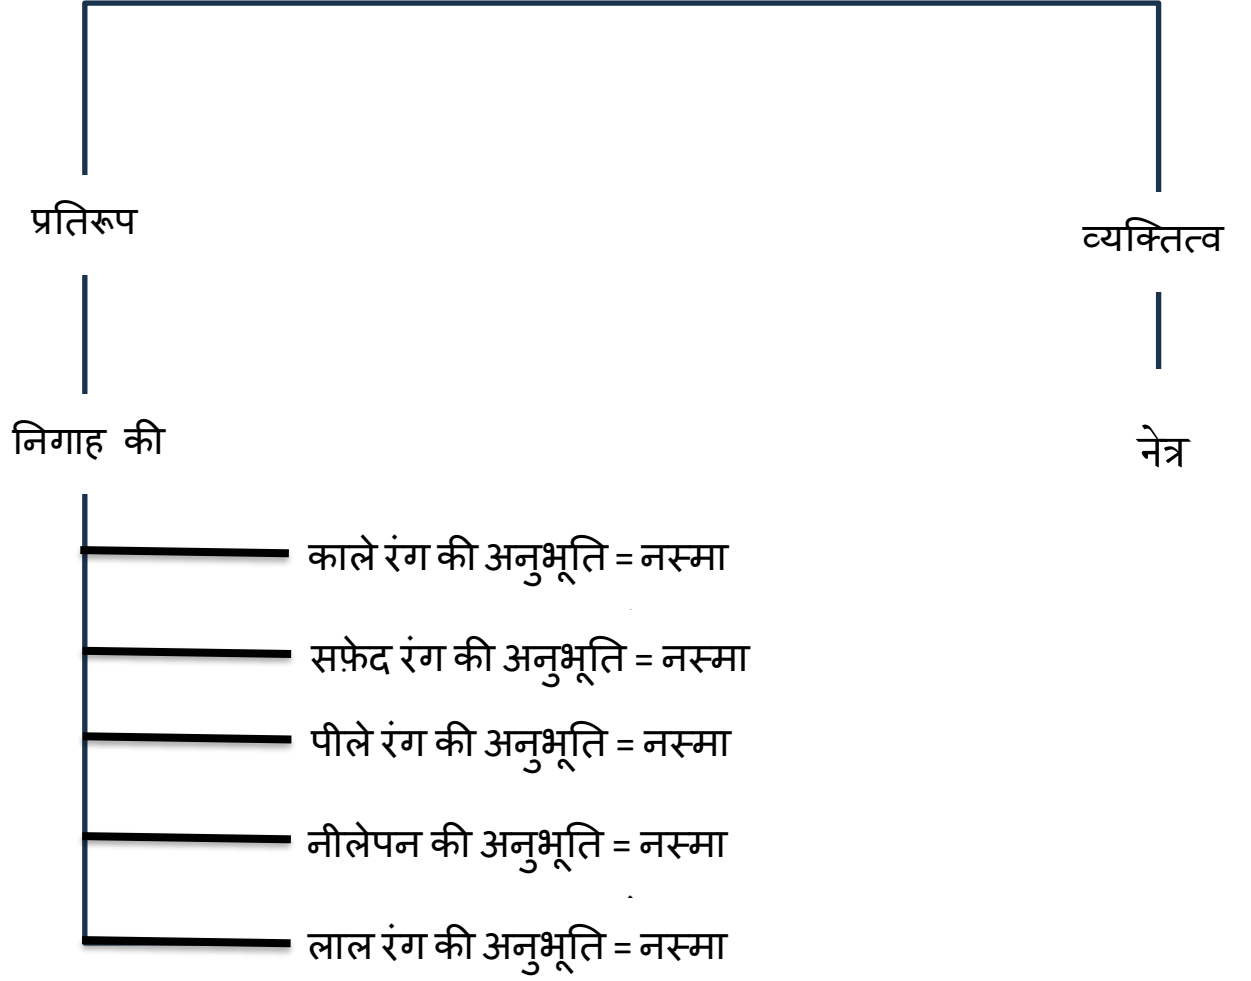 प्रतिरूप
व्यक्तित्व
निगाह की
नेत्र
काले रंग की अनुभूति = नस्मा
सफ़ेद रंग की अनुभूति = नस्मा
पीले रंग की अनुभूति = नस्मा
नीलेपन की अनुभूति = नस्मा
लाल रंग की अनुभूति = नस्मा